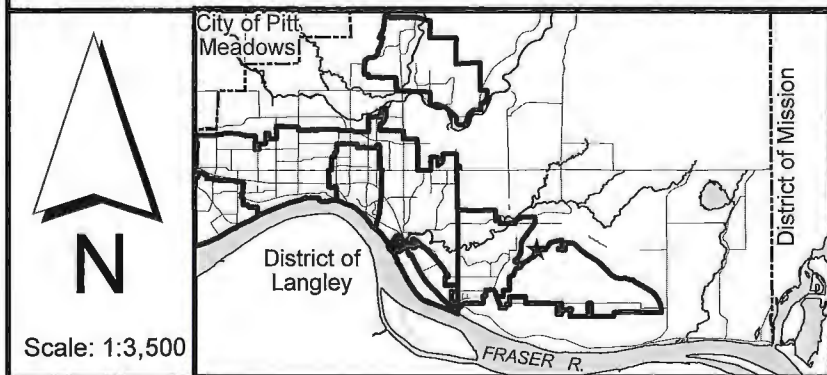 City of Pitt
Meadows
District of Mission
District of
Langley
N
Scale: 1:3,500
FRASER R.